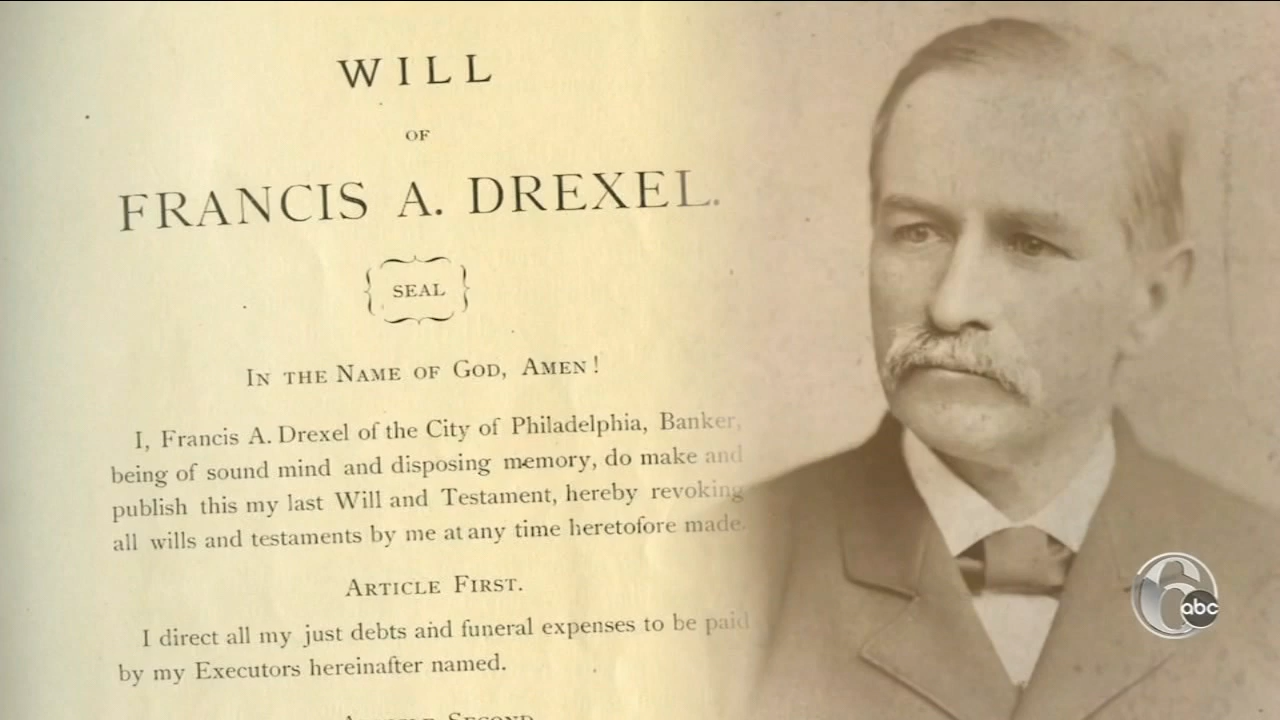 WILL
OF
FRANCIS A. DREXEL.
SEAL
IN THE NAME OF GOD, AMEN!
I, Francis A. Drexel of the City of Philadelphia, Banker,
being of sound mind and disposing memory, do make and
publish this my last Will and Testament, hereby revoking
all wills and testaments by me at any time heretofore made.
ARTICLE FIRST.
I direct all my just debts and funeral expenses to be paid
by my Executors hereinafter named.
ARTICLE SECOND
6 abc